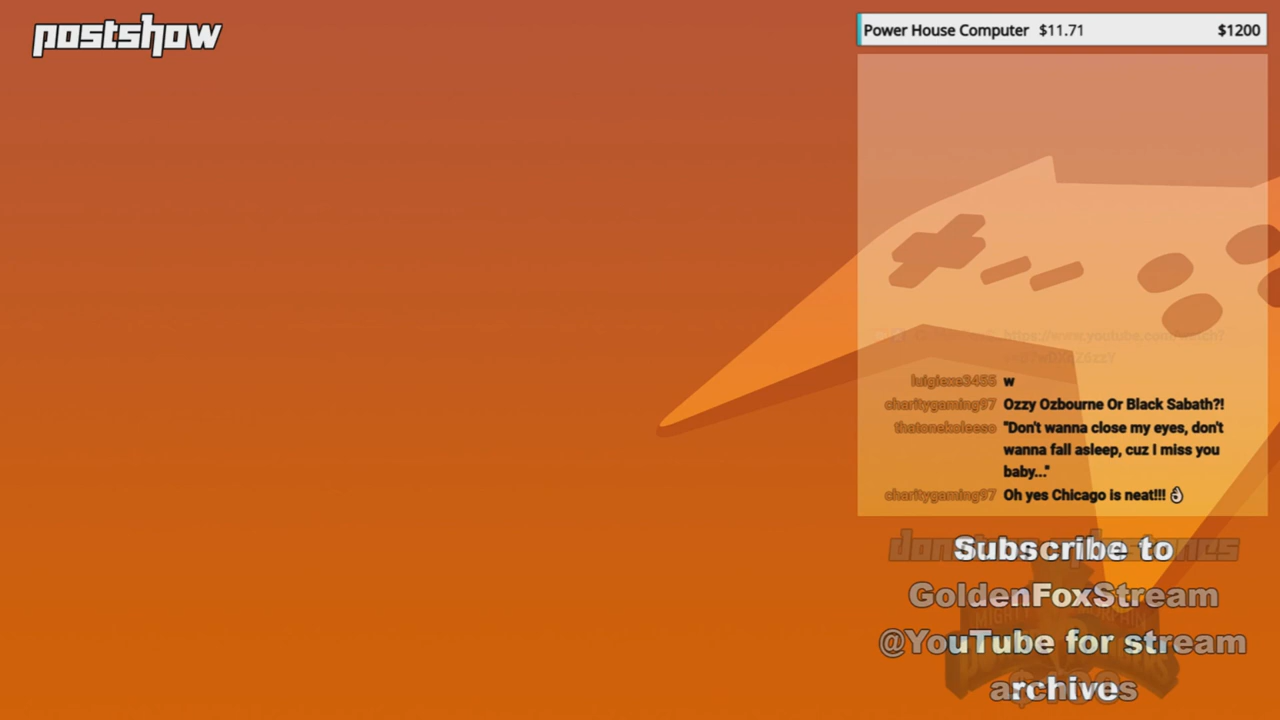 postshow
Power House Computer $11.71 $1200
luigiexe3455 w
charitygaming97 Ozzy Ozbourne Or Black Sabath?!
thatonekoleeso "Don't wanna close my eyes, don't
wanna fall asleep, cuz I miss you
baby..."
charitygaming97 Oh yes Chicago is neat!!! 👌
Subscribe to
GoldenFoxStream
@YouTube for stream
archives